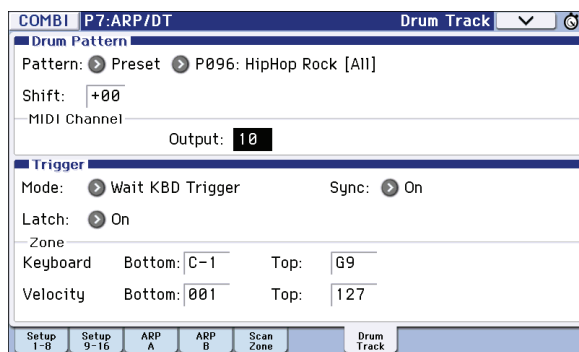 COMBI P7:ARP/DT Drum Track
Drum Pattern
Pattern: Preset P096: HipHop Rock [All]
Shift: +00
MIDI Channel
Output: 10
Trigger
Mode: Wait KBD Trigger Sync: On
Latch: On
Zone
Keyboard Bottom: C-1 Top: G9
Velocity Bottom: 001 Top: 127
Setup 1-8 Setup 9-16 ARP A ARP B Scan Zone Drum Track